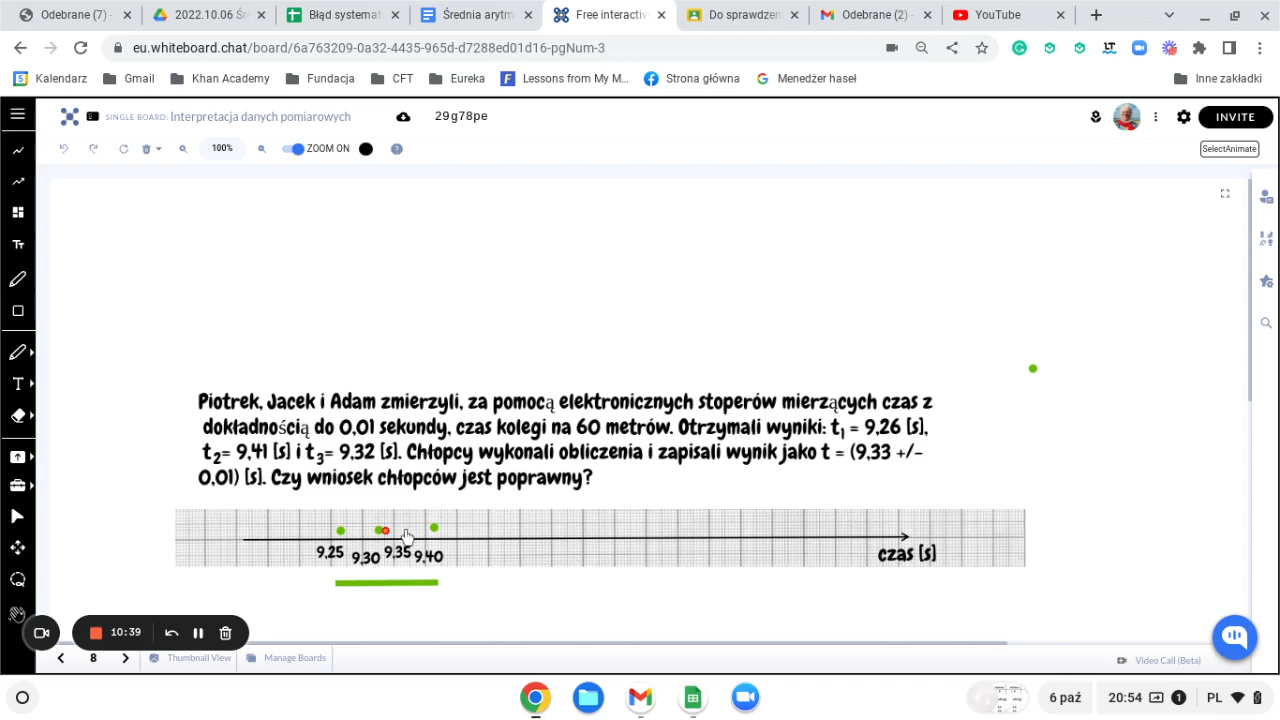 Odebrane (7) -
2022.10.06 Śr
Błąd systemat
Średnia arytm
Free interactiv
Do sprawdzen
Odebrane (2) -
YouTube
eu.whiteboard.chat/board/6a763209-0a32-4435-965d-d7288ed01d16-pgNum-3
Kalendarz
Gmail
Khan Academy
Fundacja
CFT
Eureka
Lessons from My M...
Strona główna
Menedżer haseł
Inne zakładki
SINGLE BOARD: Interpretacja danych pomiarowych
29g78pe
INVITE
100%
ZOOM ON
SelectAnimate
Piotrek, Jacek i Adam zmierzyli, za pomocą elektronicznych stoperów mierzących czas z
dokładnością do 0,01 sekundy, czas kolegi na 60 metrów. Otrzymali wyniki: t₁ = 9,26 [s],
t₂= 9,41 [s] i t₃= 9,32 [s]. Chłopcy wykonali obliczenia i zapisali wynik jako t = (9,33 +/-
0,01) [s]. Czy wniosek chłopców jest poprawny?
9,25 9,30 9,35 9,40
czas [s]
10:39
8
Thumbnail View
Manage Boards
Video Call (Beta)
6 paź
20:54
1
PL